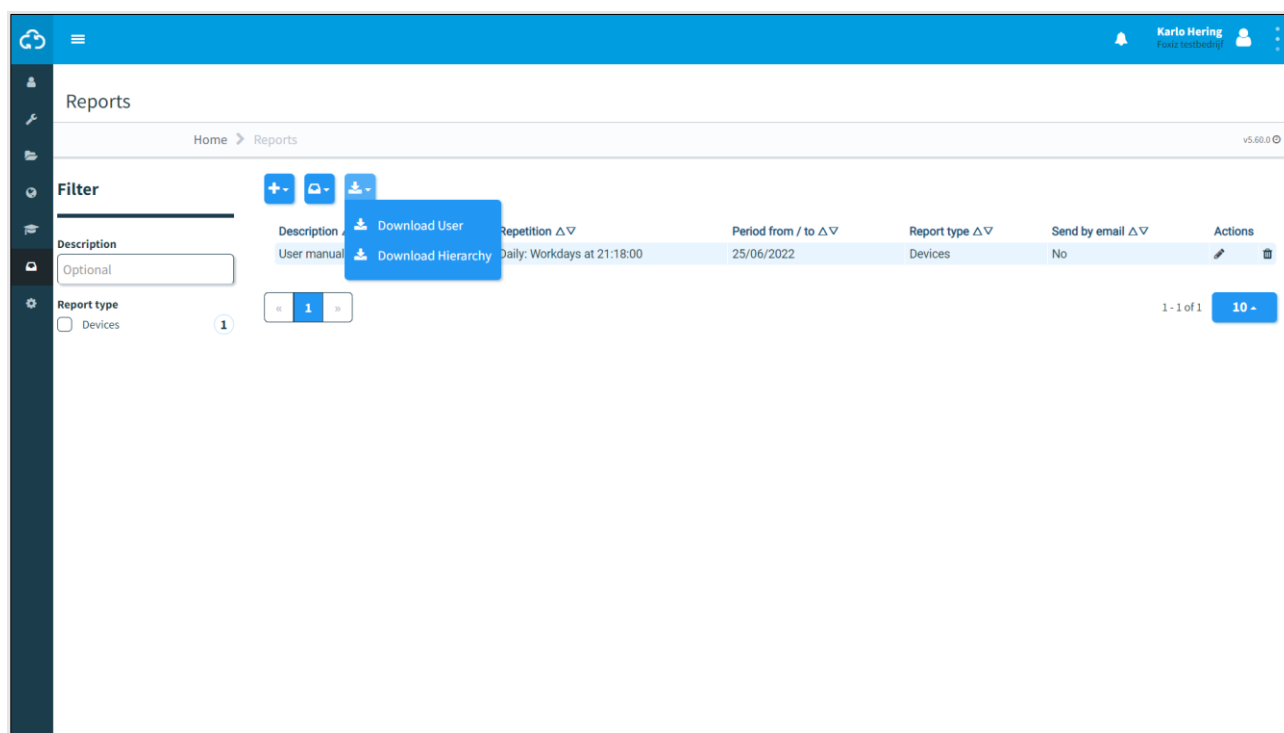 Karlo Hering
Foxiz testbedrijf
Reports
Home Reports
v5.60.0
Filter
Download User
Download Hierarchy
Description
Repetition
Period from / to
Report type
Send by email
Actions
User manual
Daily: Workdays at 21:18:00
25/06/2022
Devices
No
Description
Optional
Report type
Devices
1
« 1 »
1 - 1 of 1
10